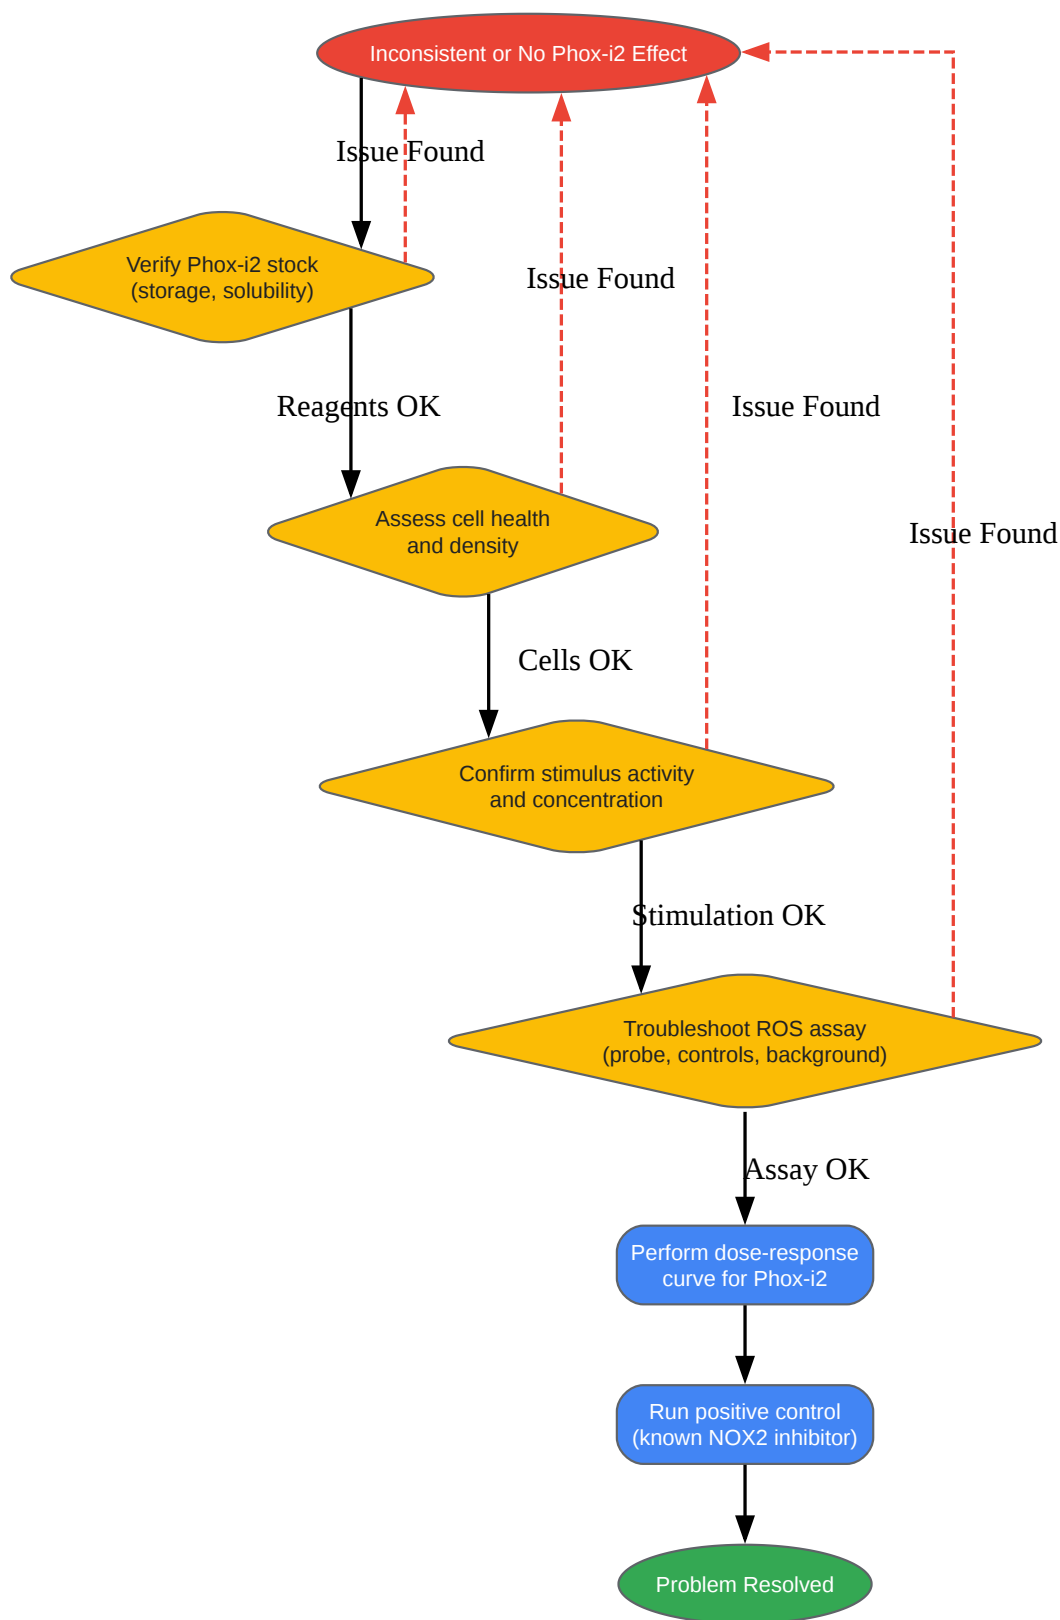 Inconsistent or No Phox-i2 Effect
Issue Found
Verify Phox-i2 stock
(storage, solubility)
Issue Found
Reagents OK
Issue Found
Assess cell health
and density
Issue Found
Cells OK
Confirm stimulus activity
and concentration
Stimulation OK
Troubleshoot ROS assay
(probe, controls, background)
Assay OK
Perform dose-response
curve for Phox-i2
Run positive control
(known NOX2 inhibitor)
Problem Resolved